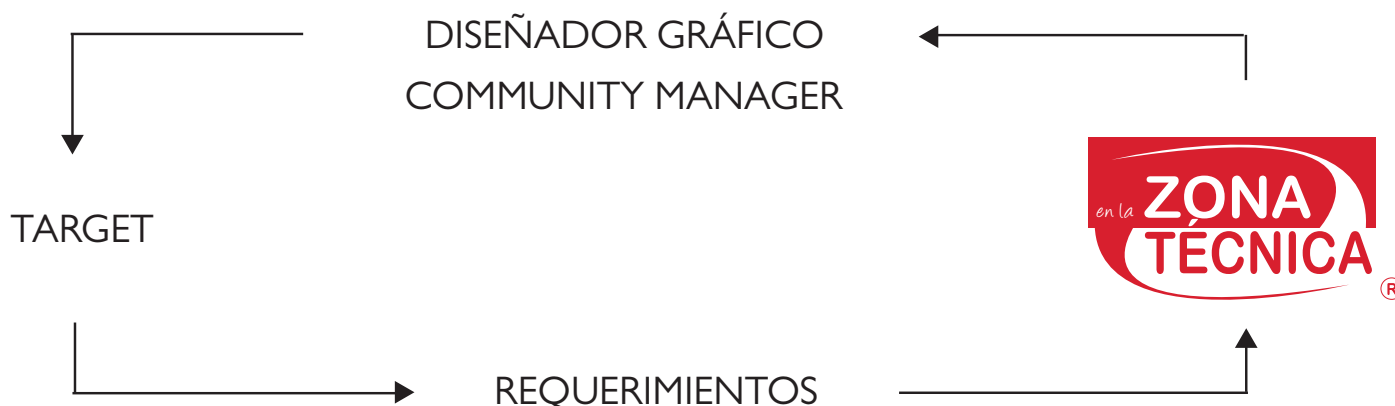 DISEÑADOR GRÁFICO
COMMUNITY MANAGER
TARGET
en la ZONA
TÉCNICA
®
REQUERIMIENTOS